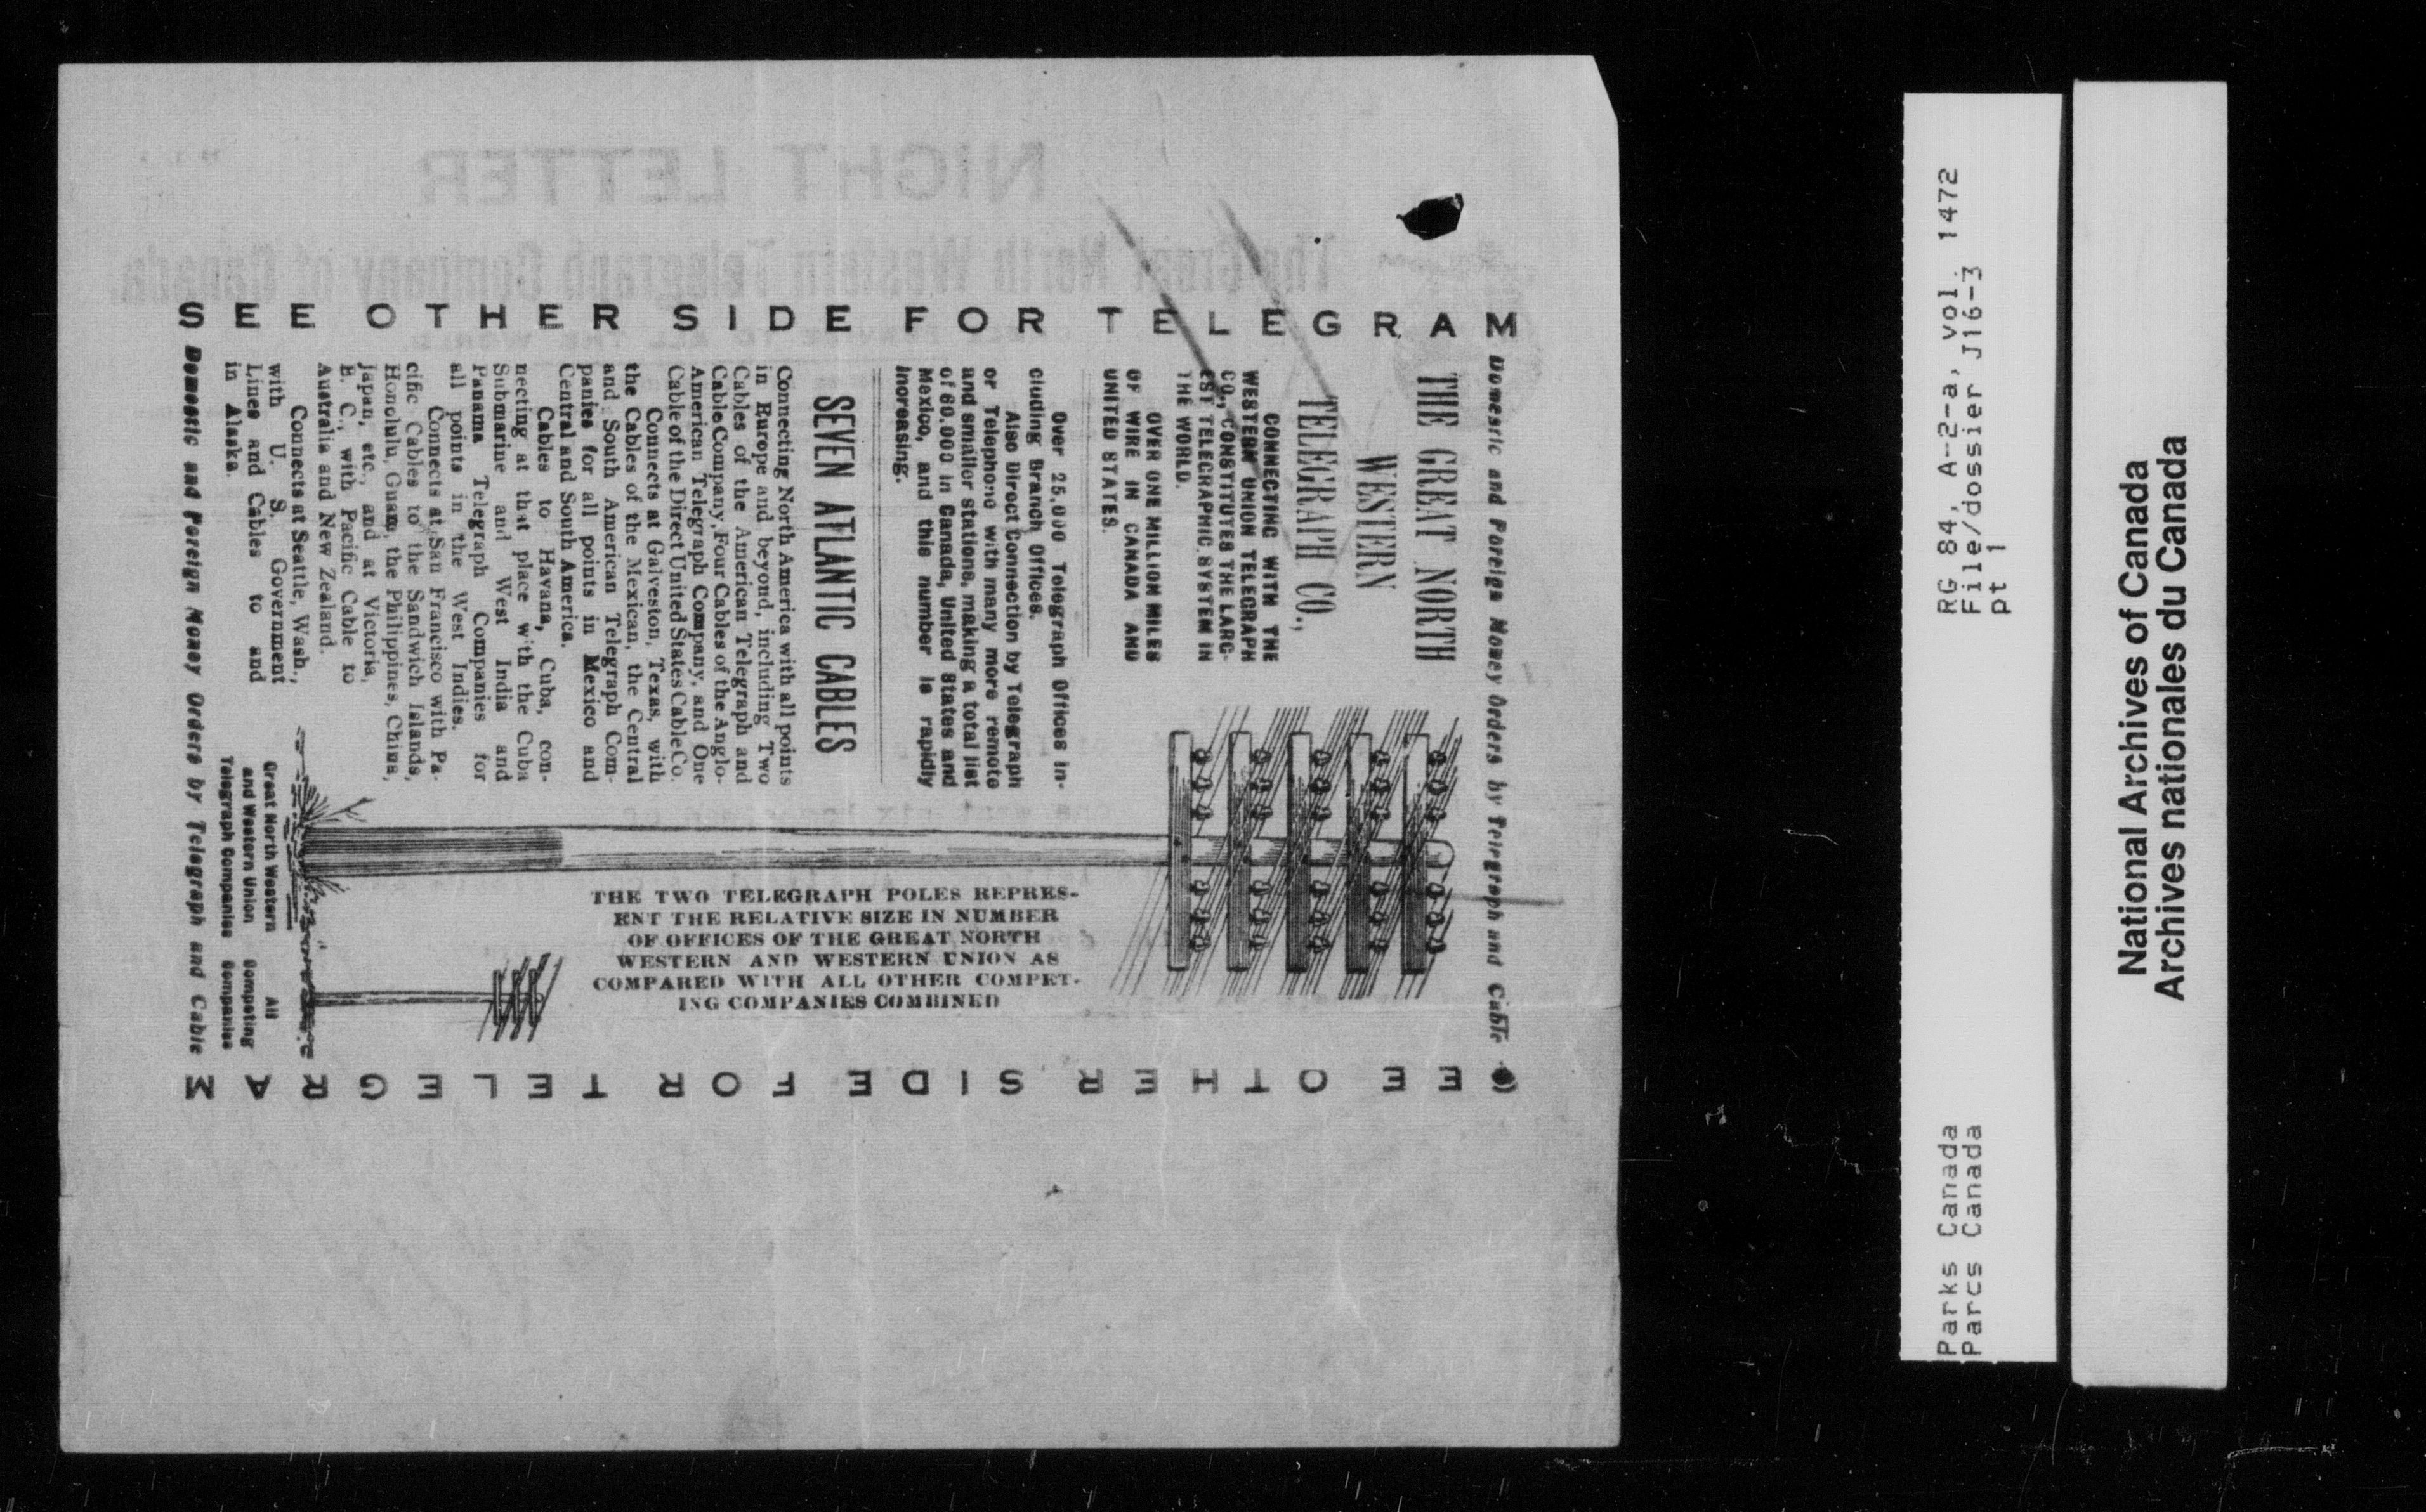 SEE OTHER SIDE FOR TELEGRAM
Domestic and Foreign Money Orders by Telegraph and Cable
THE GREAT NORTH
WESTERN
TELEGRAPH CO.,
CONNECTING WITH THE
WESTERN UNION TELEGRAPH
CO., CONSTITUTES THE LARG-
EST TELEGRAPHIC SYSTEM IN
THE WORLD.
OVER ONE MILLION MILES
OF WIRE IN CANADA AND
UNITED STATES.
Over 25,000 Telegraph Offices in-
cluding Branch Offices.
Also Direct Connection by Telegraph
or Telephone with many more remote
and smaller stations, making a total list
of 60,000 in Canada, United States and
Mexico, and this number is rapidly
increasing.
SEVEN ATLANTIC CABLES
Connecting North America with all points
in Europe and beyond, including Two
Cables of the American Telegraph and
Cable Company, Four Cables of the Anglo-
American Telegraph Company, and One
Cable of the Direct United States Cable Co.
Connects at Galveston, Texas, with
the Cables of the Mexican, the Central
and South American Telegraph Com-
panies for all points in Mexico and
Central and South America.
Cables to Havana, Cuba, con-
necting at that place with the Cuba
Submarine and West India and
Panama Telegraph Companies for
all points in the West Indies.
Connects at San Francisco with Pa-
cific Cables to the Sandwich Islands,
Honolulu, Guam, the Philippines, China,
Japan, etc., and at Victoria,
B. C., with Pacific Cable to
Australia and New Zealand.
Connects at Seattle, Wash.,
with U. S. Government
Lines and Cables to and
in Alaska.
THE TWO TELEGRAPH POLES REPRES-
ENT THE RELATIVE SIZE IN NUMBER
OF OFFICES OF THE GREAT NORTH
WESTERN AND WESTERN UNION AS
COMPARED WITH ALL OTHER COMPET-
ING COMPANIES COMBINED
Great North Western
and Western Union
Telegraph Companies
All
Competing
Companies
Domestic and Foreign Money Orders by Telegraph and Cable
EE OTHER SIDE FOR TELEGRAM
NIGHT LETTER
The Great North Western Telegraph Company of Canada.
RG 84, A-2-a, vol. 1472
File/dossier J16-3
pt 1
Parks Canada
Parcs Canada
National Archives of Canada
Archives nationales du Canada